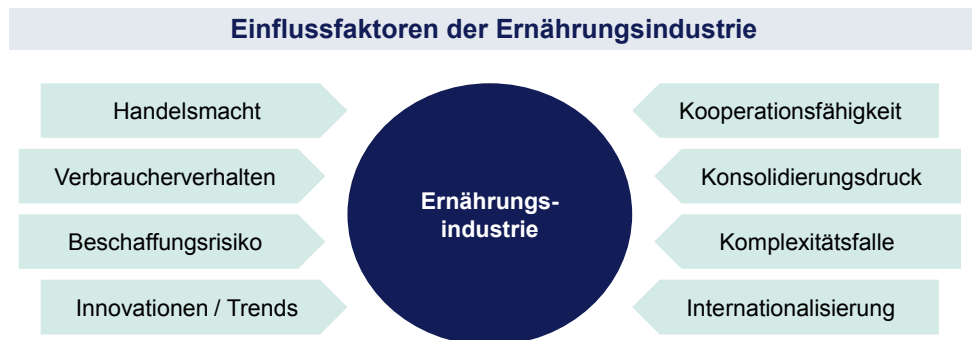 Einflussfaktoren der Ernährungsindustrie
Handelsmacht
Verbraucherverhalten
Beschaffungsrisiko
Innovationen / Trends
Ernährungs-
industrie
Kooperationsfähigkeit
Konsolidierungsdruck
Komplexitätsfalle
Internationalisierung